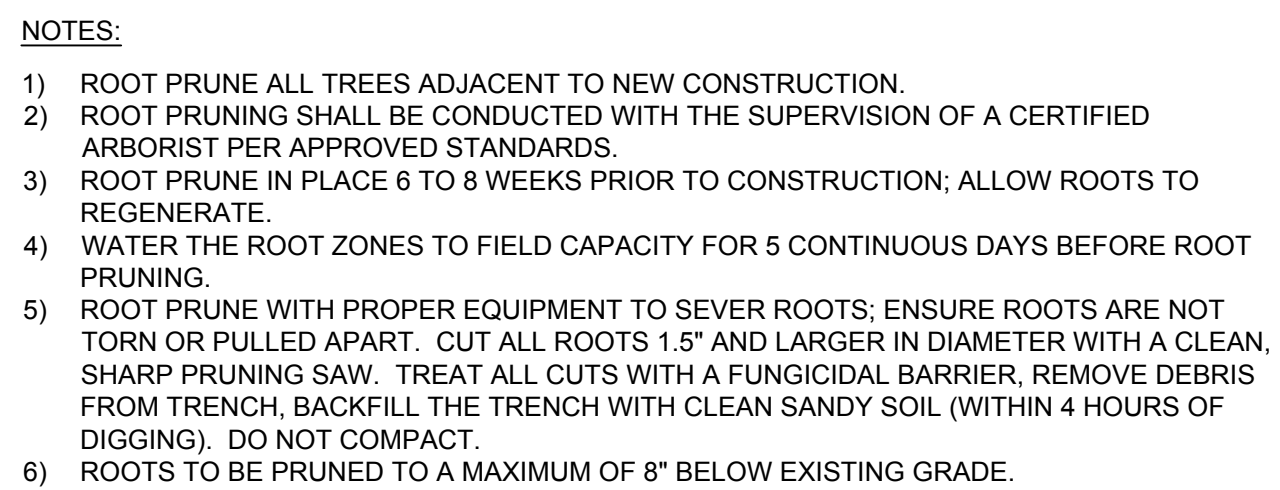 NOTES:
1) ROOT PRUNE ALL TREES ADJACENT TO NEW CONSTRUCTION.
2) ROOT PRUNING SHALL BE CONDUCTED WITH THE SUPERVISION OF A CERTIFIED
ARBORIST PER APPROVED STANDARDS.
3) ROOT PRUNE IN PLACE 6 TO 8 WEEKS PRIOR TO CONSTRUCTION; ALLOW ROOTS TO
REGENERATE.
4) WATER THE ROOT ZONES TO FIELD CAPACITY FOR 5 CONTINUOUS DAYS BEFORE ROOT
PRUNING.
5) ROOT PRUNE WITH PROPER EQUIPMENT TO SEVER ROOTS; ENSURE ROOTS ARE NOT
TORN OR PULLED APART. CUT ALL ROOTS 1.5" AND LARGER IN DIAMETER WITH A CLEAN,
SHARP PRUNING SAW. TREAT ALL CUTS WITH A FUNGICIDAL BARRIER, REMOVE DEBRIS
FROM TRENCH, BACKFILL THE TRENCH WITH CLEAN SANDY SOIL (WITHIN 4 HOURS OF
DIGGING). DO NOT COMPACT.
6) ROOTS TO BE PRUNED TO A MAXIMUM OF 8" BELOW EXISTING GRADE.